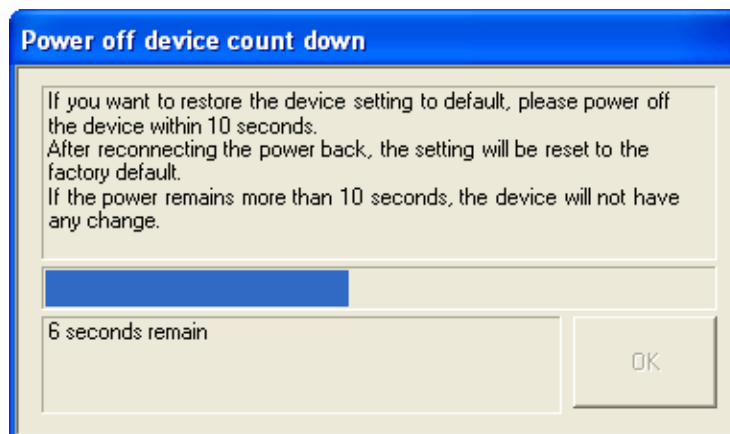 Power off device count down
If you want to restore the device setting to default, please power off
the device within 10 seconds.
After reconnecting the power back, the setting will be reset to the
factory default.
If the power remains more than 10 seconds, the device will not have
any change.
6 seconds remain
OK